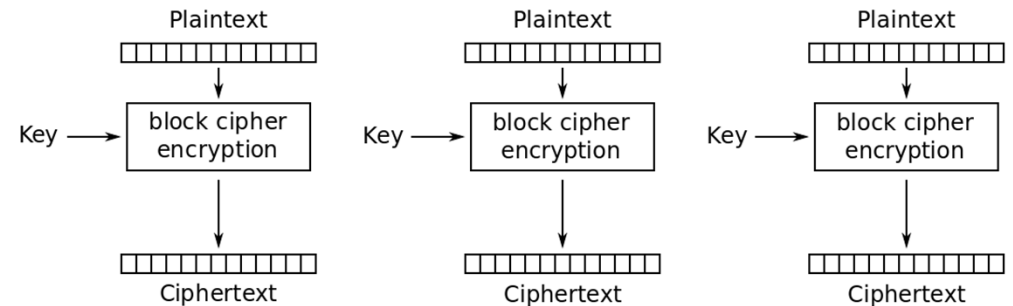 Plaintext
Plaintext
Plaintext
Key
block cipher
encryption
Key
block cipher
encryption
Key
block cipher
encryption
Ciphertext
Ciphertext
Ciphertext